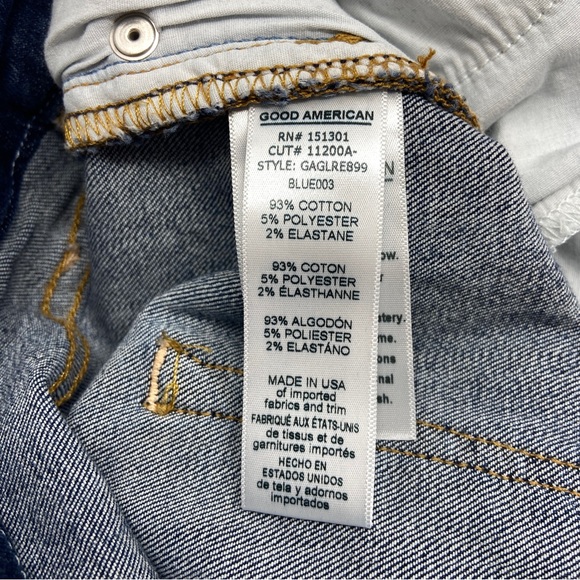 GOOD AMERICAN
RN# 151301
CUT# 11200A-
STYLE: GAGLRE899
BLUE003
93% COTTON
5% POLYESTER
2% ELASTANE
93% COTON
5% POLYESTER
2% ÉLASTHANNE
93% ALGODÓN
5% POLIESTER
2% ELASTÁNO
MADE IN USA
of imported
fabrics and trim
FABRIQUÉ AUX ÉTATS-UNIS
de tissus et de
garnitures importés
HECHO EN
ESTADOS UNIDOS
de tela y adornos
importados